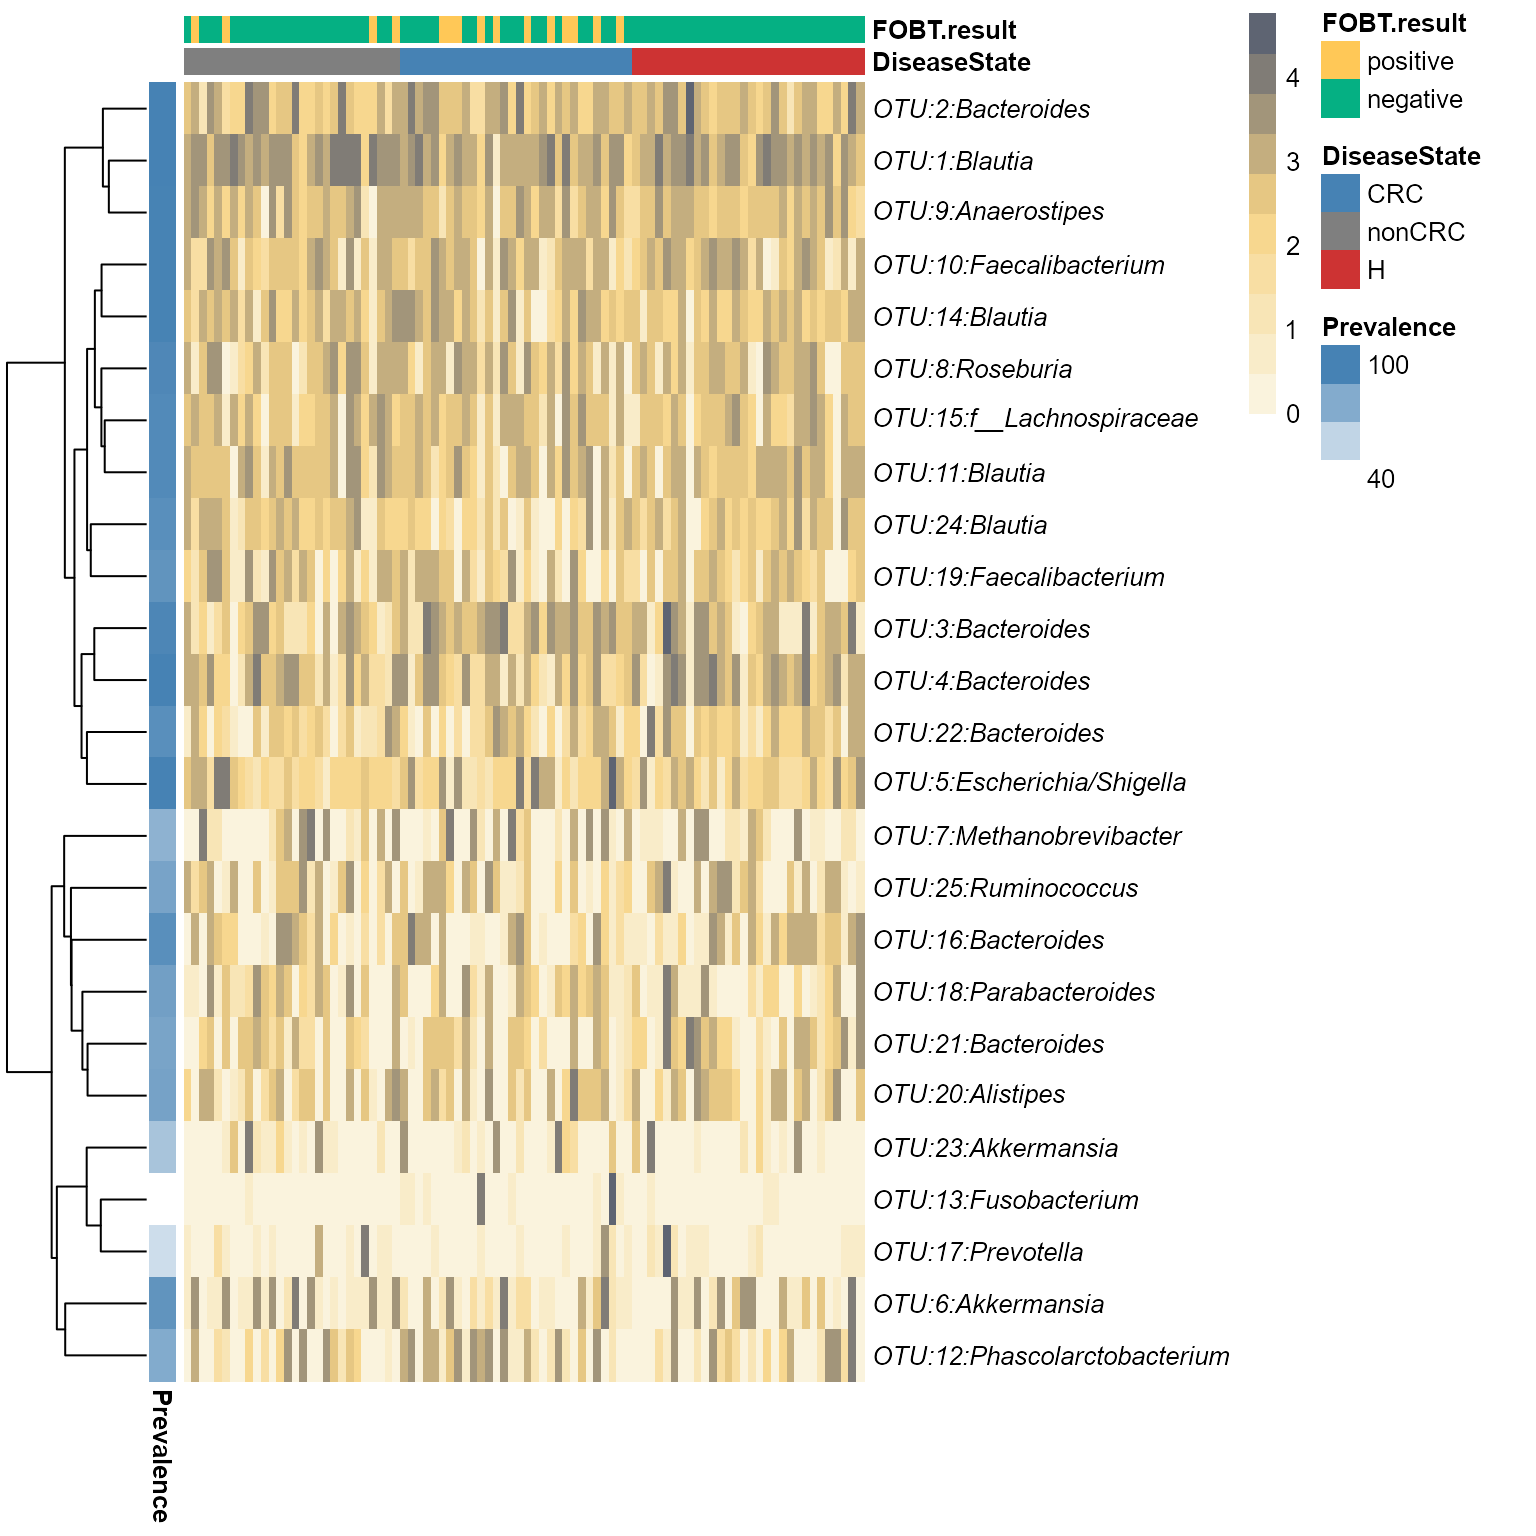 FOBT.result
DiseaseState
OTU:2:Bacteroides
OTU:1:Blautia
OTU:9:Anaerostipes
OTU:10:Faecalibacterium
OTU:14:Blautia
OTU:8:Roseburia
OTU:15:f__Lachnospiraceae
OTU:11:Blautia
OTU:24:Blautia
OTU:19:Faecalibacterium
OTU:3:Bacteroides
OTU:4:Bacteroides
OTU:22:Bacteroides
OTU:5:Escherichia/Shigella
OTU:7:Methanobrevibacter
OTU:25:Ruminococcus
OTU:16:Bacteroides
OTU:18:Parabacteroides
OTU:21:Bacteroides
OTU:20:Alistipes
OTU:23:Akkermansia
OTU:13:Fusobacterium
OTU:17:Prevotella
OTU:6:Akkermansia
OTU:12:Phascolarctobacterium
Prevalence
4
3
2
1
0
FOBT.result
positive
negative
DiseaseState
CRC
nonCRC
H
Prevalence
100
40